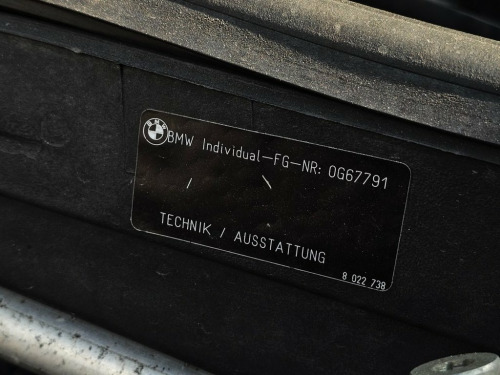 BMW Individual-FG-NR: 0G67791
TECHNIK / AUSSTATTUNG
8 022 738